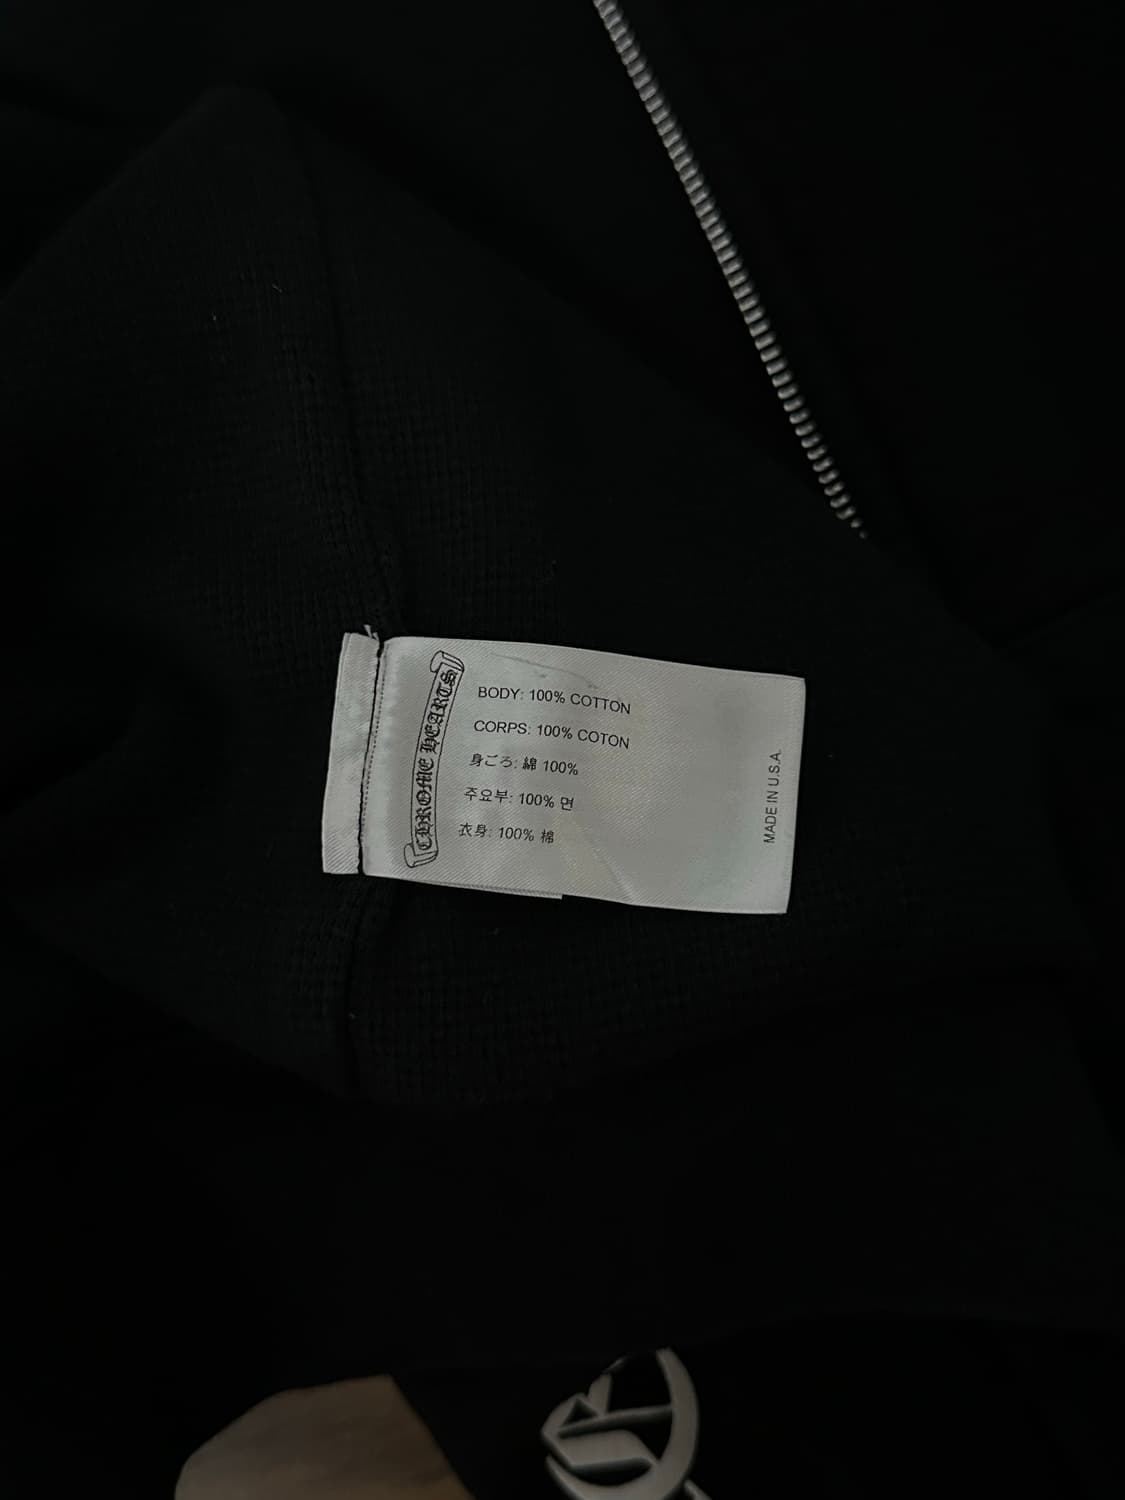 CHROME HEARTS
BODY: 100% COTTON
CORPS: 100% COTON
身ごろ: 綿 100%
주요부: 100% 면
衣身: 100% 棉
MADE IN U.S.A.